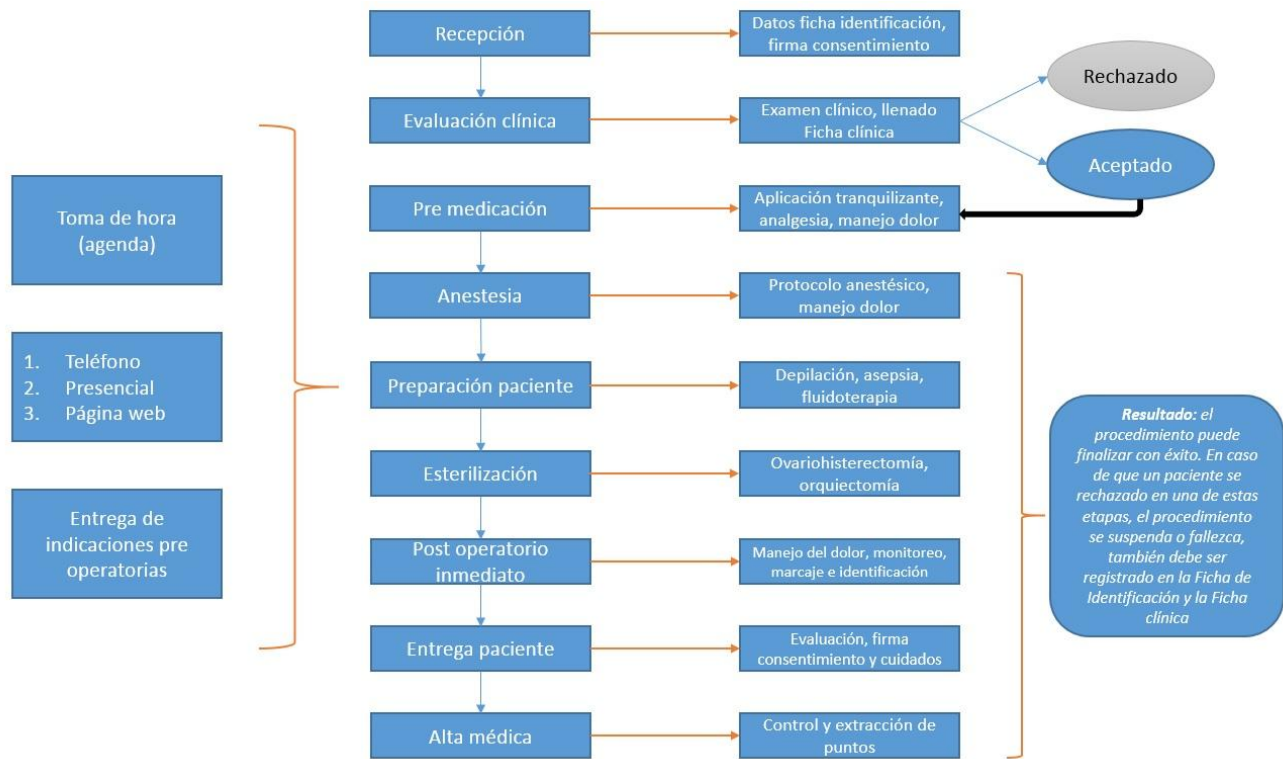 Toma de hora
(agenda)
1. Teléfono
2. Presencial
3. Página web
Entrega de
indicaciones pre
operatorias
Recepción
Datos ficha identificación,
firma consentimiento
Evaluación clínica
Examen clínico, llenado
Ficha clínica
Rechazado
Aceptado
Pre medicación
Aplicación tranquilizante,
analgesia, manejo dolor
Anestesia
Protocolo anestésico,
manejo dolor
Preparación paciente
Depilación, asepsia,
fluidoterapia
Esterilización
Ovariohisterectomía,
orquiectomía
Post operatorio
inmediato
Manejo del dolor, monitoreo,
marcaje e identificación
Entrega paciente
Evaluación, firma
consentimiento y cuidados
Alta médica
Control y extracción de
puntos
Resultado: el
procedimiento puede
finalizar con éxito. En caso
de que un paciente se
rechazado en una de estas
etapas, el procedimiento
se suspenda o fallezca,
también debe ser
registrado en la Ficha de
Identificación y la Ficha
clínica